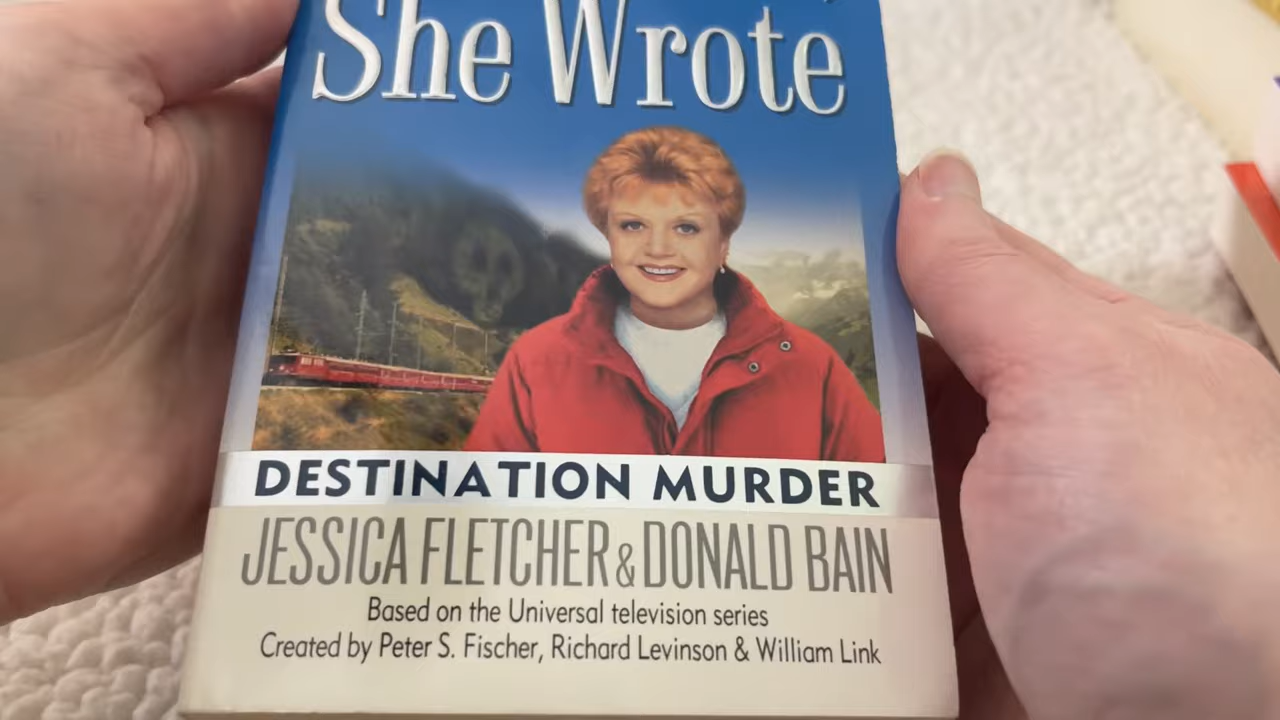 She Wrote
DESTINATION MURDER
JESSICA FLETCHER & DONALD BAIN
Based on the Universal television series
Created by Peter S. Fischer, Richard Levinson & William Link